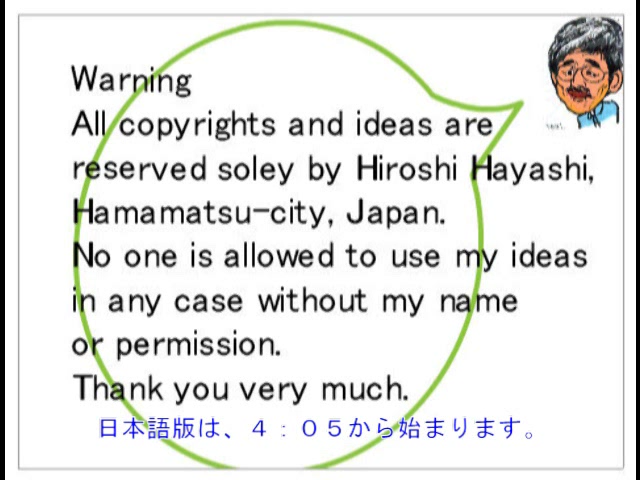 Warning
All copyrights and ideas are
reserved soley by Hiroshi Hayashi,
Hamamatsu-city, Japan.
No one is allowed to use my ideas
in any case without my name
or permission.
Thank you very much.
日本語版は、４：０５から始まります。